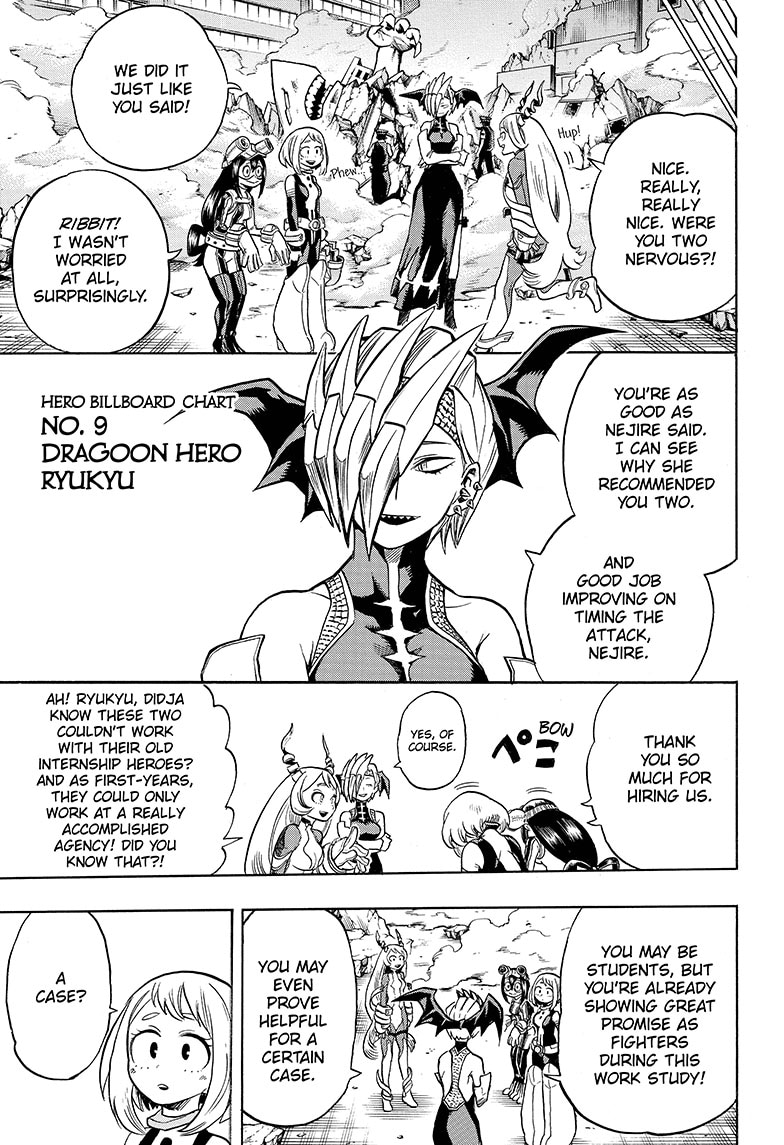 NICE.
REALLY,
REALLY
NICE. WERE
YOU TWO
NERVOUS?!
Hup!
WE DID IT
JUST LIKE
YOU SAID!
Phew.
RIBBIT!
I WASN'T
WORRIED
AT ALL,
SURPRISINGLY.
YOU'RE AS
GOOD AS
NEJIRE SAID.
I CAN SEE
WHY SHE
RECOMMENDED
YOU TWO.
AND
GOOD JOB
IMPROVING ON
TIMING THE
ATTACK,
NEJIRE.
HERO BILLBOARD CHART
NO. 9
DRAGOON HERO
RYUKYU
THANK YOU
SO MUCH FOR
HIRING US.
BOW
ペこ
YES, OF
COURSE.
AH! RYUKYU, DIDJA
KNOW THESE TWO
COULDN'T WORK
WITH THEIR OLD
INTERNSHIP HEROES?
AND AS FIRST-YEARS,
THEY COULD ONLY
WORK AT A REALLY
ACCOMPLISHED
AGENCY! DID YOU
KNOW THAT?!
YOU MAY BE
STUDENTS, BUT
YOU'RE ALREADY
SHOWING GREAT
PROMISE AS
FIGHTERS
DURING THIS
WORK STUDY!
YOU MAY
EVEN
PROVE
HELPFUL
FOR A
CERTAIN
CASE.
A
CASE?